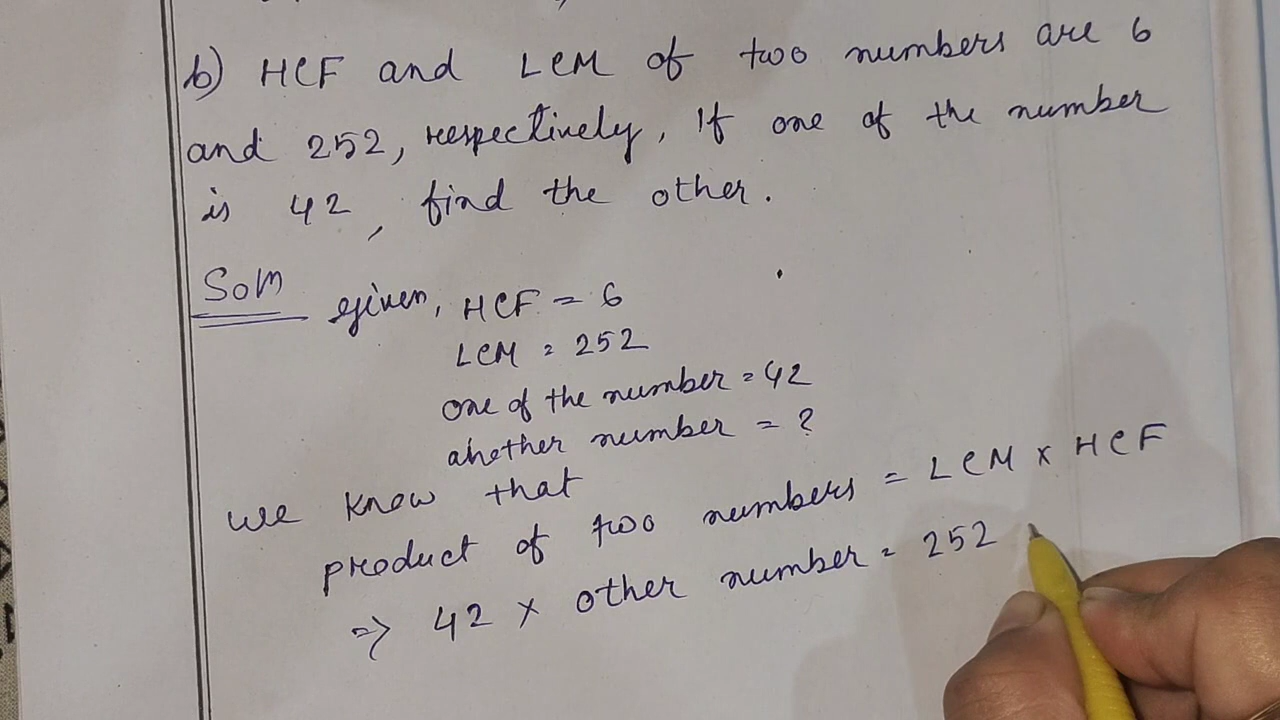 b) HCF and LCM of two numbers are 6
and 252, respectively, If one of the number
is 42, find the other.
Soln
given, HCF = 6
LCM = 252
one of the number = 42
another number = ?
we know that
product of two numbers = LCM x HCF
=> 42 x other number = 252